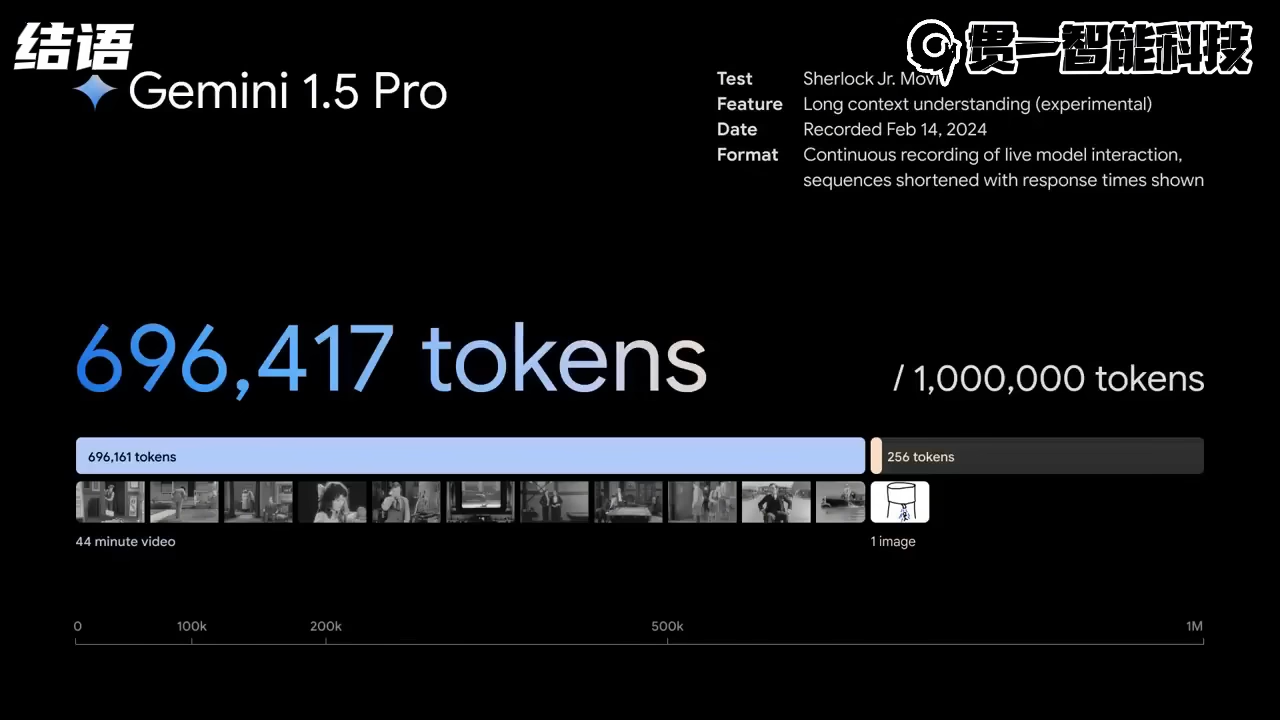 结语
贯一智能科技
Gemini 1.5 Pro
Test Sherlock Jr. Movie
Feature Long context understanding (experimental)
Date Recorded Feb 14, 2024
Format Continuous recording of live model interaction,
sequences shortened with response times shown
696,417 tokens
/ 1,000,000 tokens
696,161 tokens
256 tokens
44 minute video
1 image
0 100k 200k 500k 1M